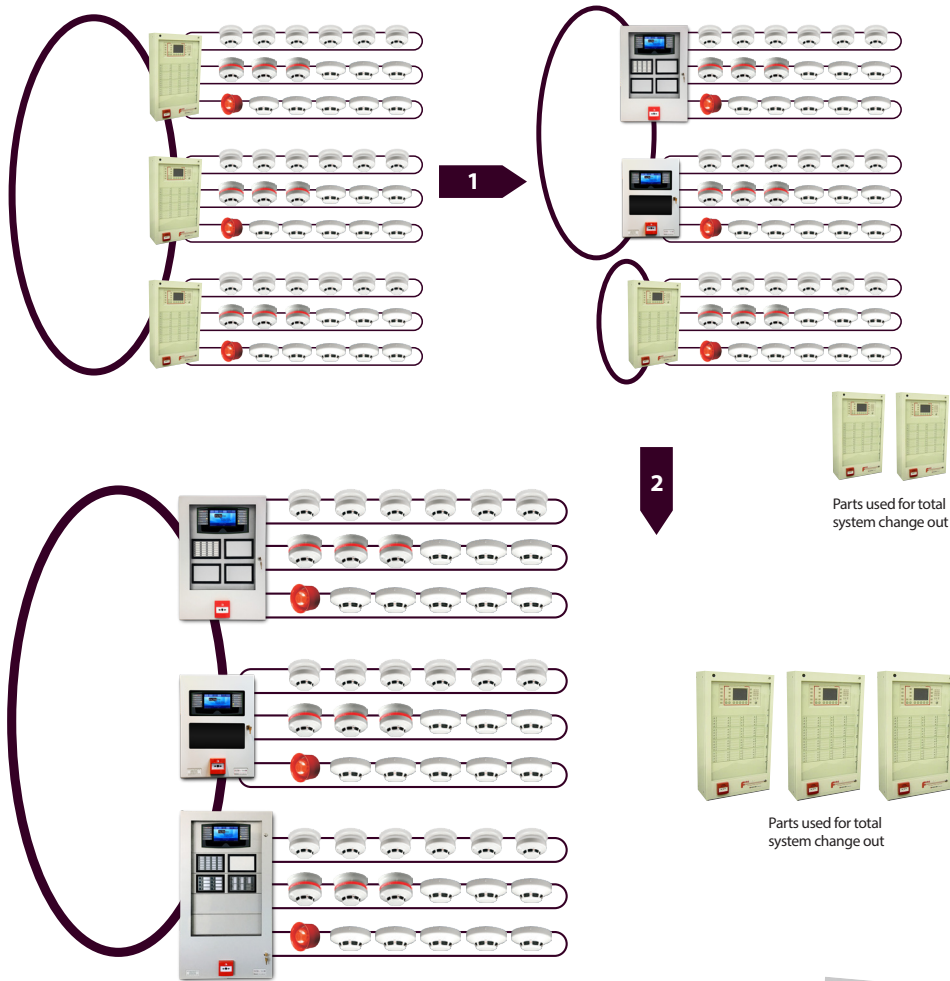 1
2
Parts used for total
system change out
Parts used for total
system change out